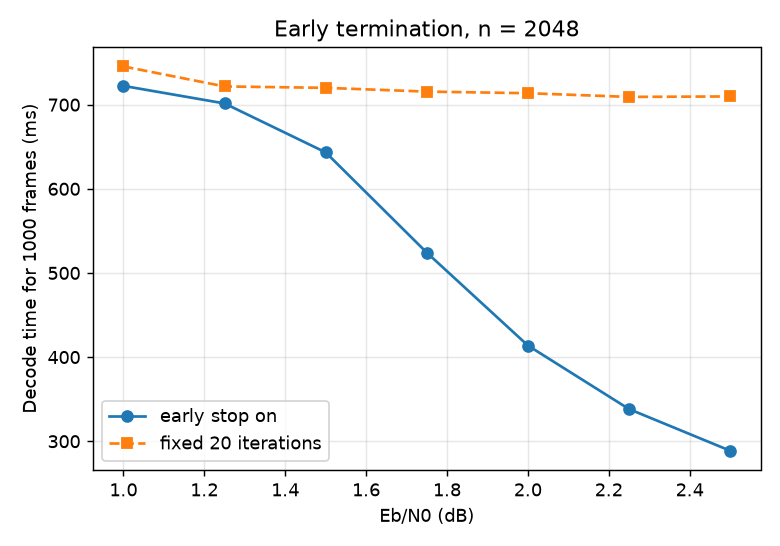 Early termination, n = 2048
Decode time for 1000 frames (ms)
700
600
500
400
300
early stop on
fixed 20 iterations
1.0 1.2 1.4 1.6 1.8 2.0 2.2 2.4
Eb/N0 (dB)